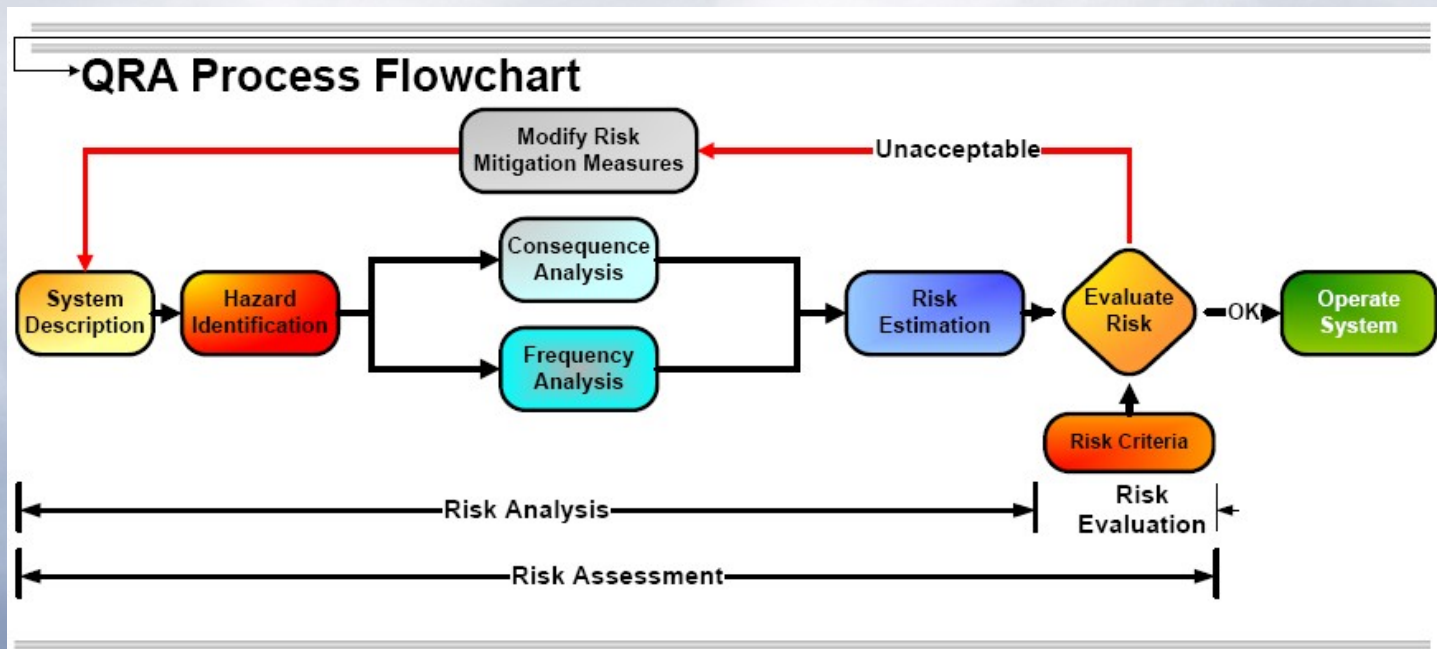 QRA Process Flowchart
Modify Risk
Mitigation Measures
Unacceptable
Consequence
Analysis
System
Description
Hazard
Identification
Risk
Estimation
Evaluate
Risk
OK
Operate
System
Frequency
Analysis
Risk Criteria
Risk Analysis
Risk
Evaluation
Risk Assessment